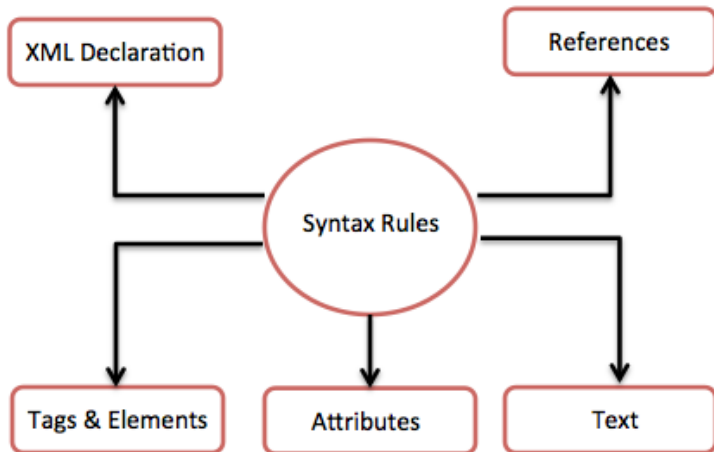 XML Declaration
References
Syntax Rules
Tags & Elements
Attributes
Text